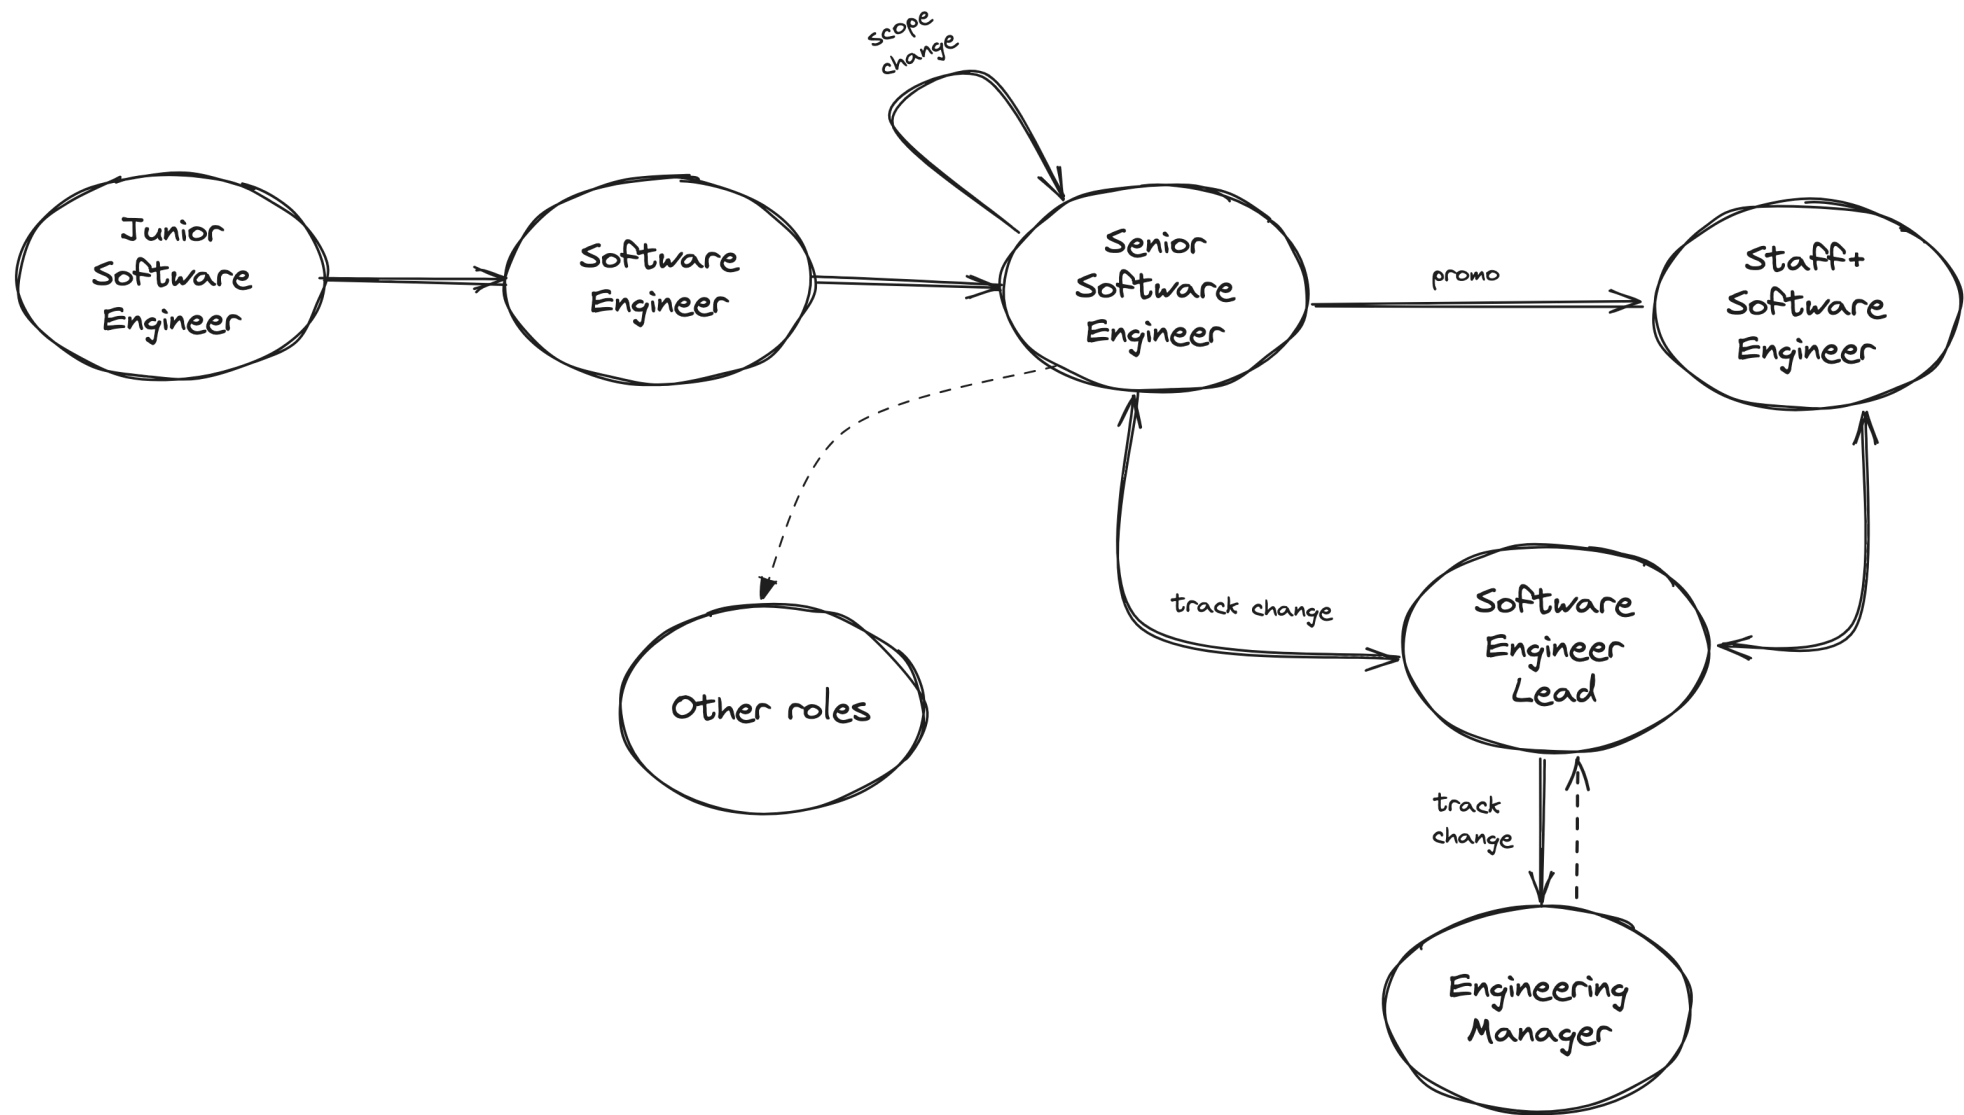 scope
change
Junior
Software
Engineer
Software
Engineer
Senior
Software
Engineer
promo
Staff+
Software
Engineer
track change
Software
Engineer
Lead
Other roles
track
change
Engineering
Manager